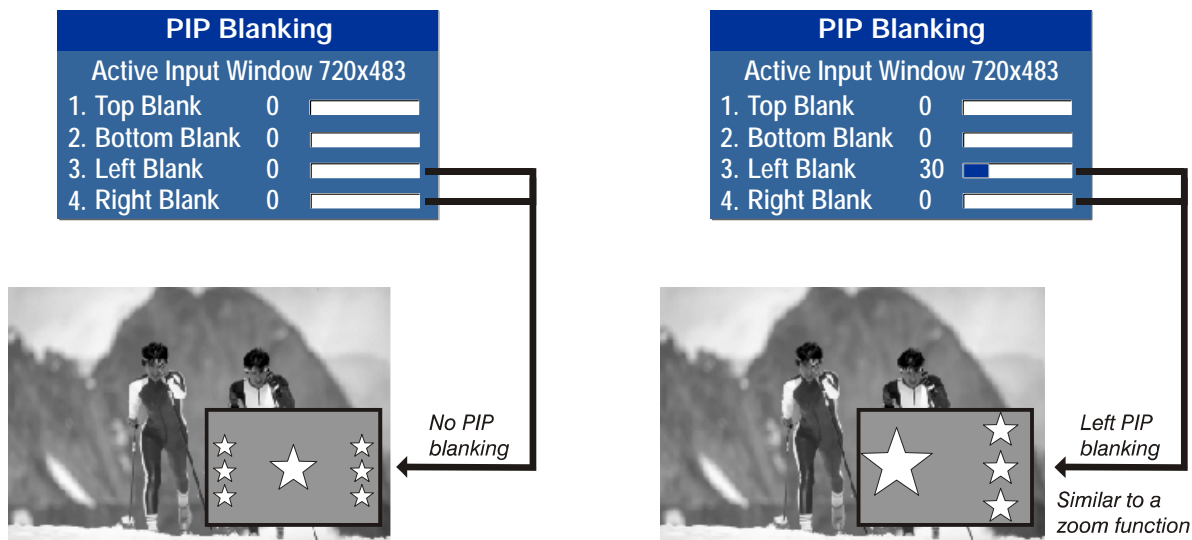 PIP Blanking
Active Input Window 720x483
1. Top Blank 0
2. Bottom Blank 0
3. Left Blank 0
4. Right Blank 0
No PIP
blanking
PIP Blanking
Active Input Window 720x483
1. Top Blank 0
2. Bottom Blank 0
3. Left Blank 30
4. Right Blank 0
Left PIP
blanking
Similar to a
zoom function